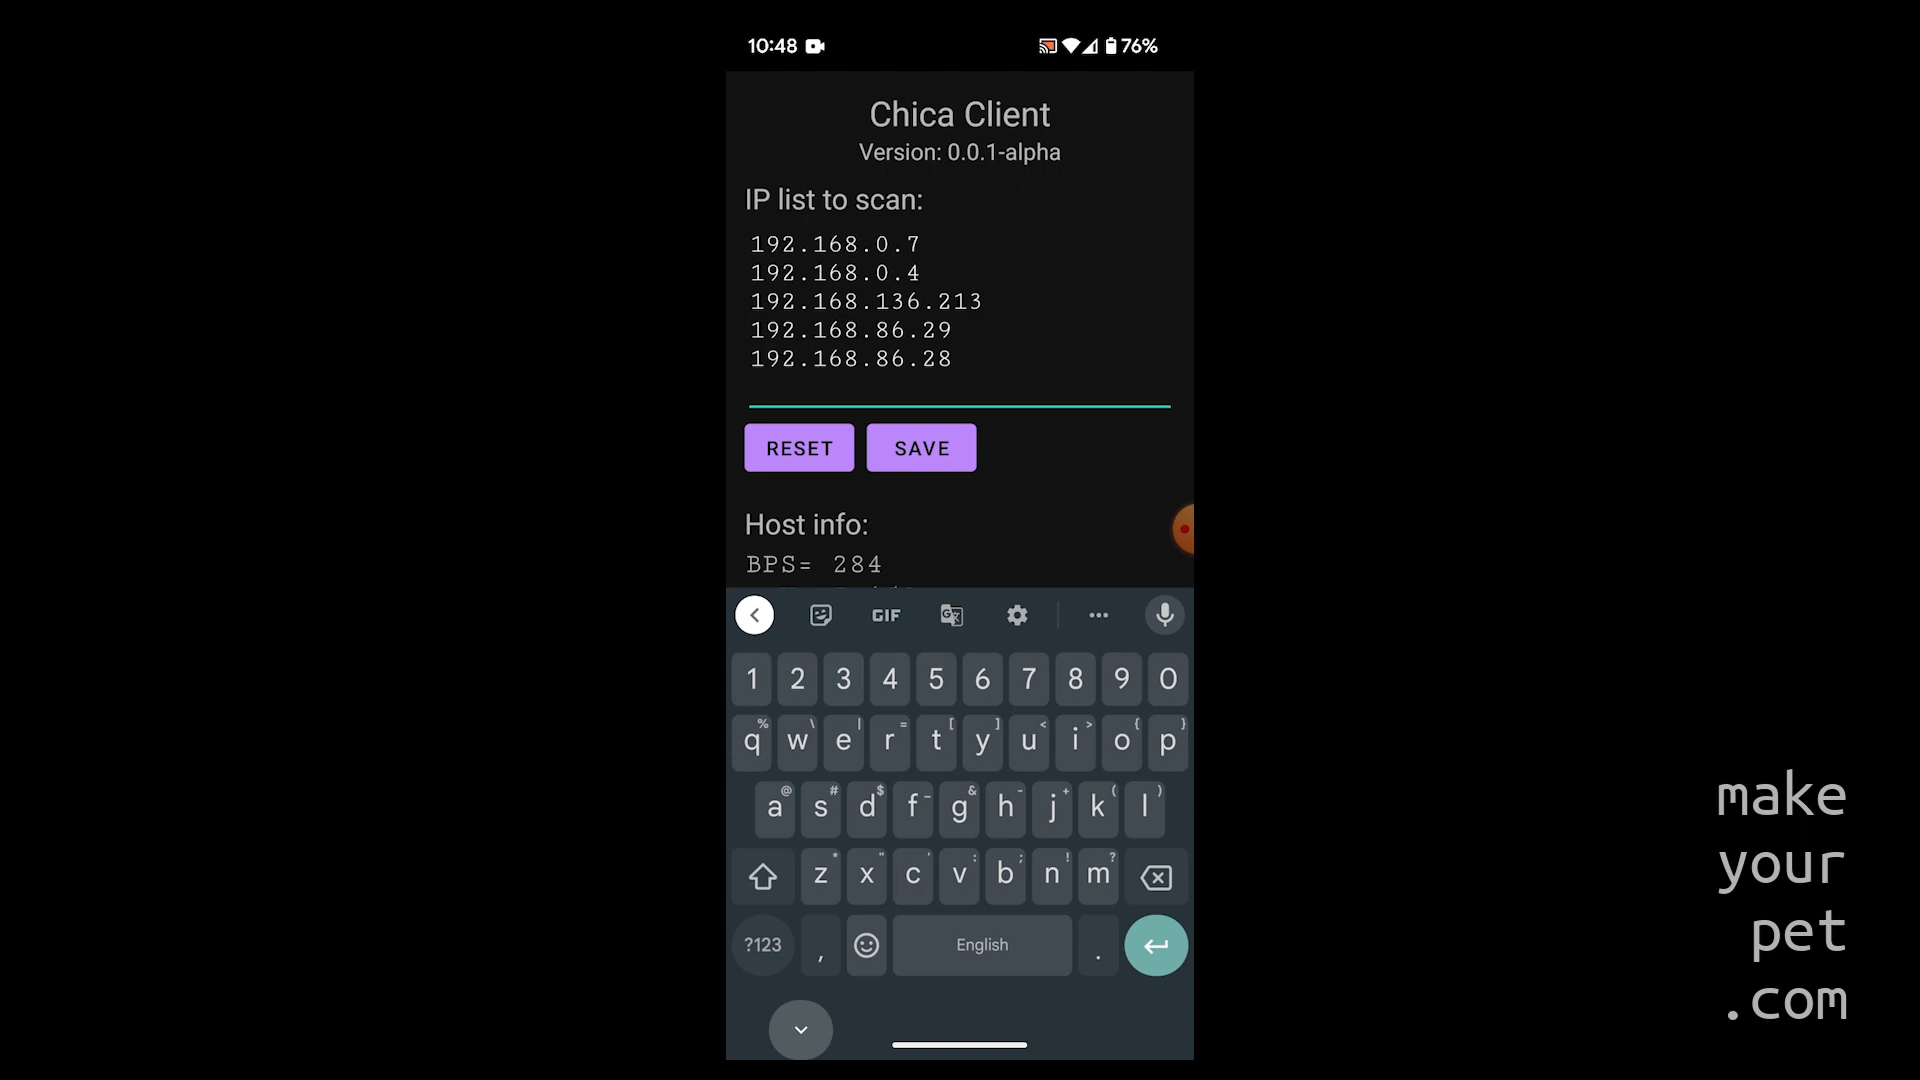 10:48 76%
Chica Client
Version: 0.0.1-alpha
IP list to scan:
192.168.0.7
192.168.0.4
192.168.136.213
192.168.86.29
192.168.86.28
RESET SAVE
Host info:
BPS= 284
GIF
1 2 3 4 5 6 7 8 9 0
% \ | = [ ] < > { }
q w e r t y u i o p
@ # $ _ & - + ( )
a s d f g h j k l
* " ' : ; ! ?
z x c v b n m
?123 , English .
make
your
pet
.com